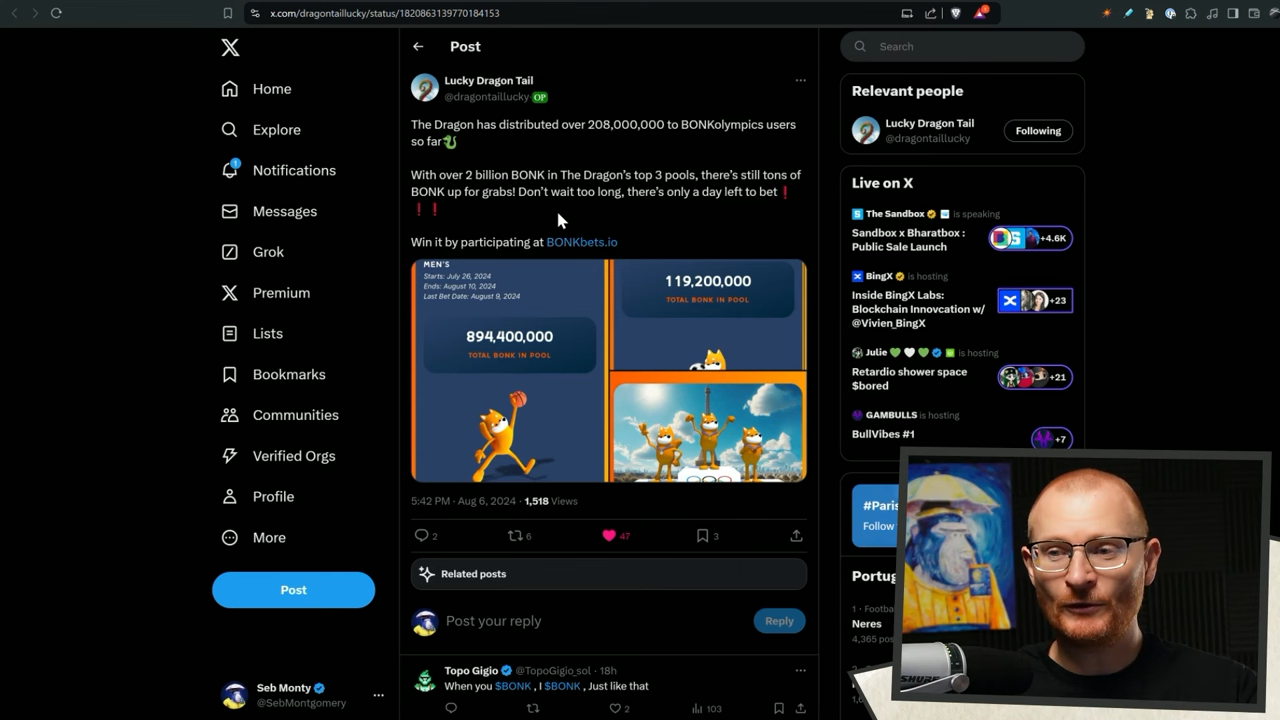 x.com/dragontaillucky/status/1820863139770184153
Home
Explore
1
Notifications
Messages
Grok
Premium
Lists
Bookmarks
Communities
Verified Orgs
Profile
More
Post
Seb Monty
@SebMontgomery
Post
Lucky Dragon Tail
@dragontaillucky OP
The Dragon has distributed over 208,000,000 to BONKolympics users
so far🐉
With over 2 billion BONK in The Dragon’s top 3 pools, there’s still tons of
BONK up for grabs! Don’t wait too long, there’s only a day left to bet❗
❗❗
Win it by participating at BONKbets.io
MEN'S
Starts: July 26, 2024
Ends: August 10, 2024
Last Bet Date: August 9, 2024
894,400,000
TOTAL BONK IN POOL
119,200,000
TOTAL BONK IN POOL
5:42 PM · Aug 6, 2024 · 1,518 Views
2
6
47
3
Related posts
Post your reply
Reply
Topo Gigio @TopoGigio_sol · 18h
When you $BONK , I $BONK , Just like that
2
103
Search
Relevant people
Lucky Dragon Tail
@dragontaillucky
Following
Live on X
The Sandbox is speaking
Sandbox x Bharatbox :
Public Sale Launch
+4.6K
BingX is hosting
Inside BingX Labs:
Blockchain Innovcation w/
@Vivien_BingX
+23
Julie 💚 🤍 💚 is hosting
Retardio shower space
$bored
+21
GAMBULLS is hosting
BullVibes #1
+7
#Paris
Follow
Portug
1 · Footba
Neres
4,365 pos
SHURE